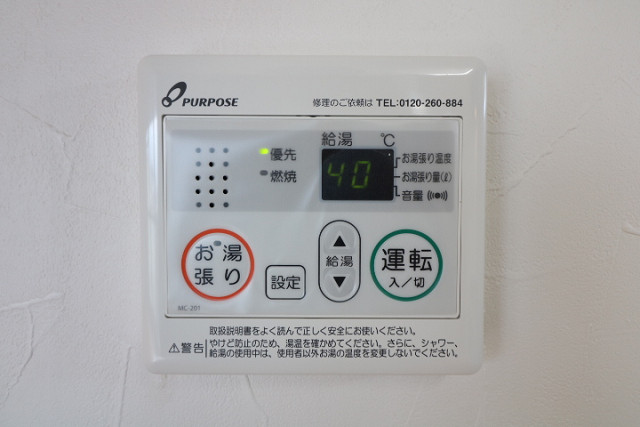 PURPOSE
修理のご依頼は TEL:0120-260-884
給湯 ℃
優先
燃焼
40
お湯張り温度
お湯張り量(ℓ)
音量
お湯張り
設定
給湯
運転
入/切
MC-201
取扱説明書をよく読んで正しく安全にお使いください。
警告
やけど防止のため、湯温を確かめてください。さらに、シャワー、
給湯の使用中は、使用者以外お湯の温度を変更しないでください。